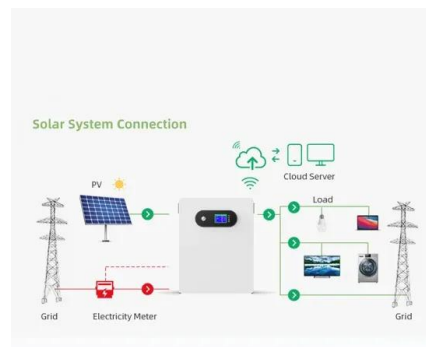 Solar System Connection
Cloud Server
PV
Load
Grid
Electricity Meter
Grid